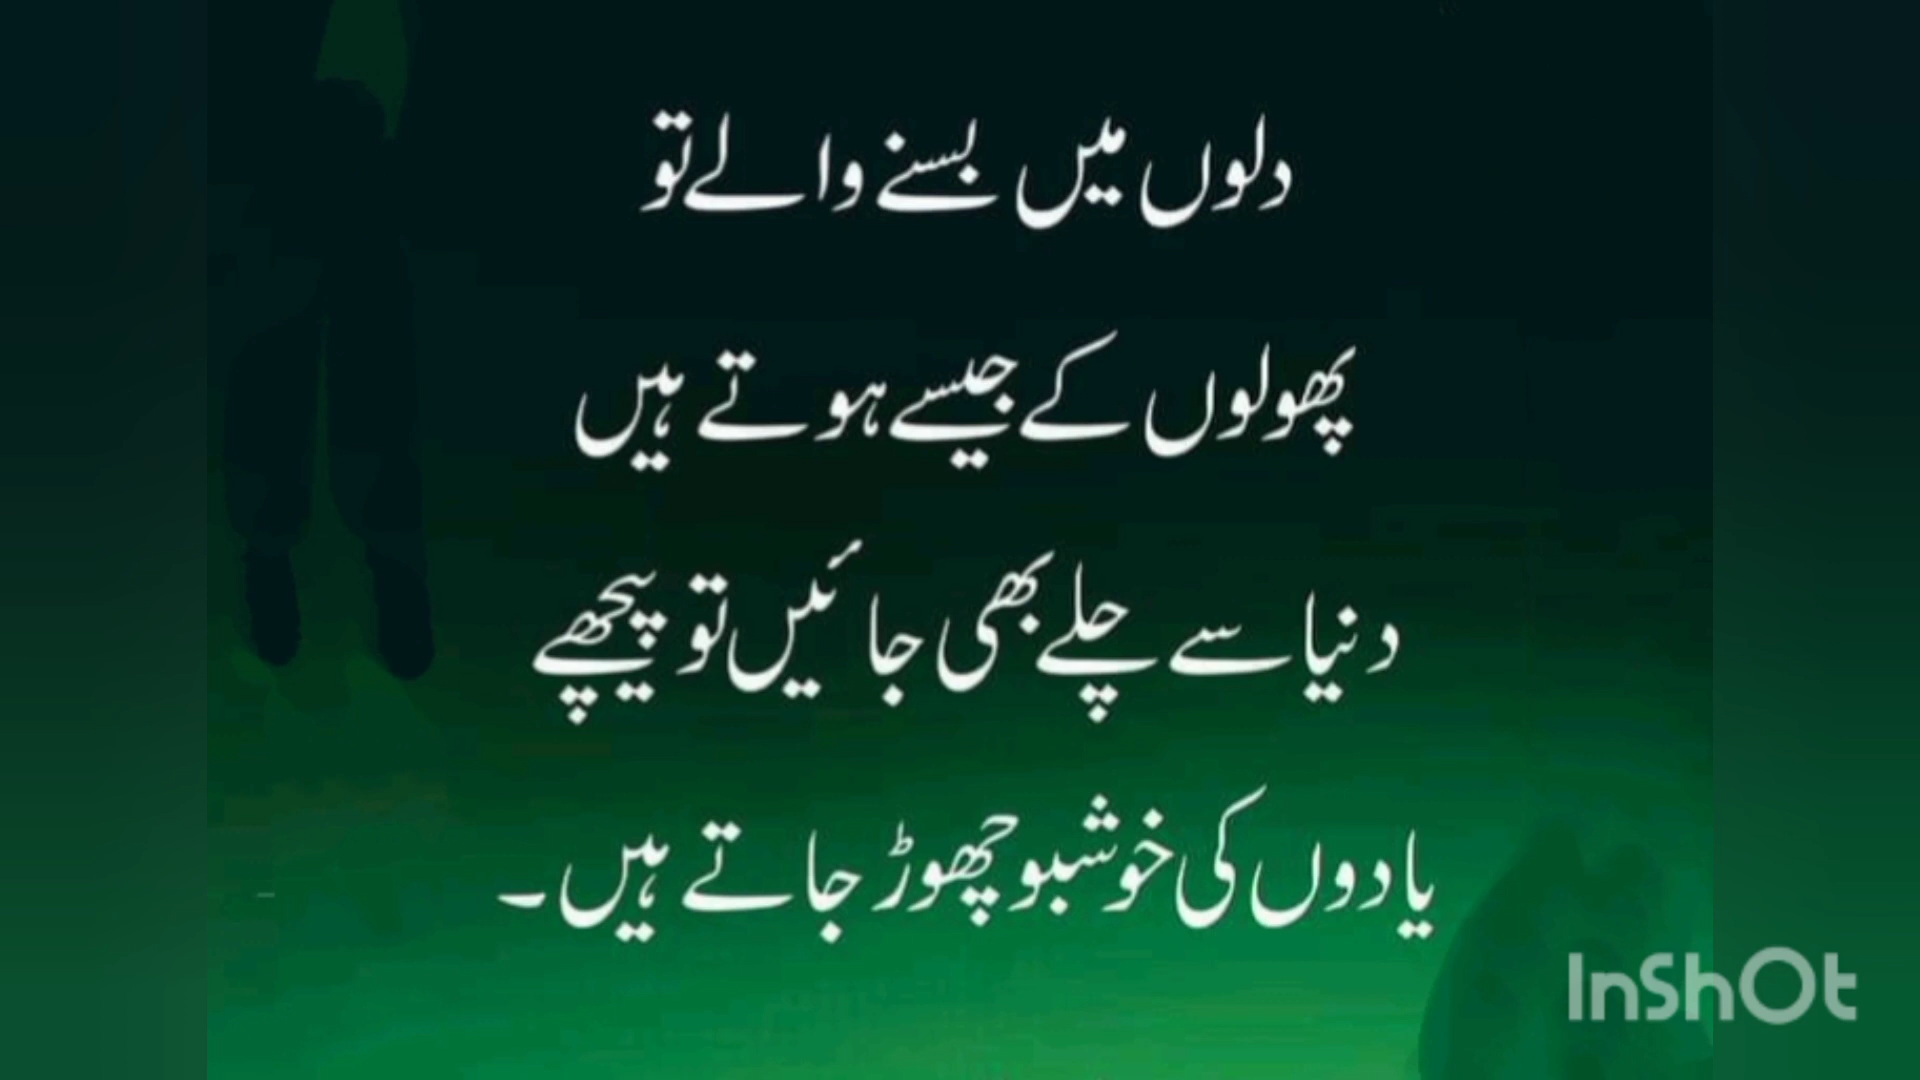 دلوں میں بسنے والے تو
پھولوں کے جیسے ہوتے ہیں
دنیا سے چلے بھی جائیں تو پیچھے
یادوں کی خوشبو چھوڑ جاتے ہیں۔
InShOt